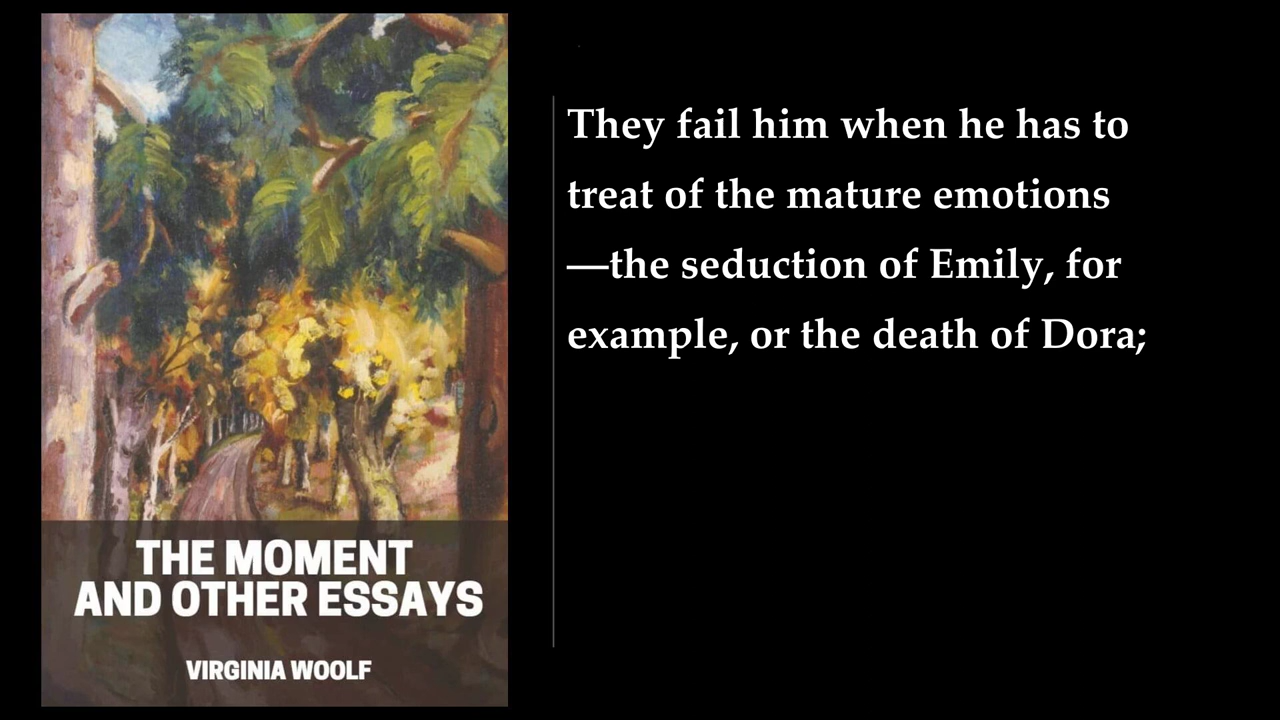 THE MOMENT
AND OTHER ESSAYS
VIRGINIA WOOLF
They fail him when he has to
treat of the mature emotions
—the seduction of Emily, for
example, or the death of Dora;